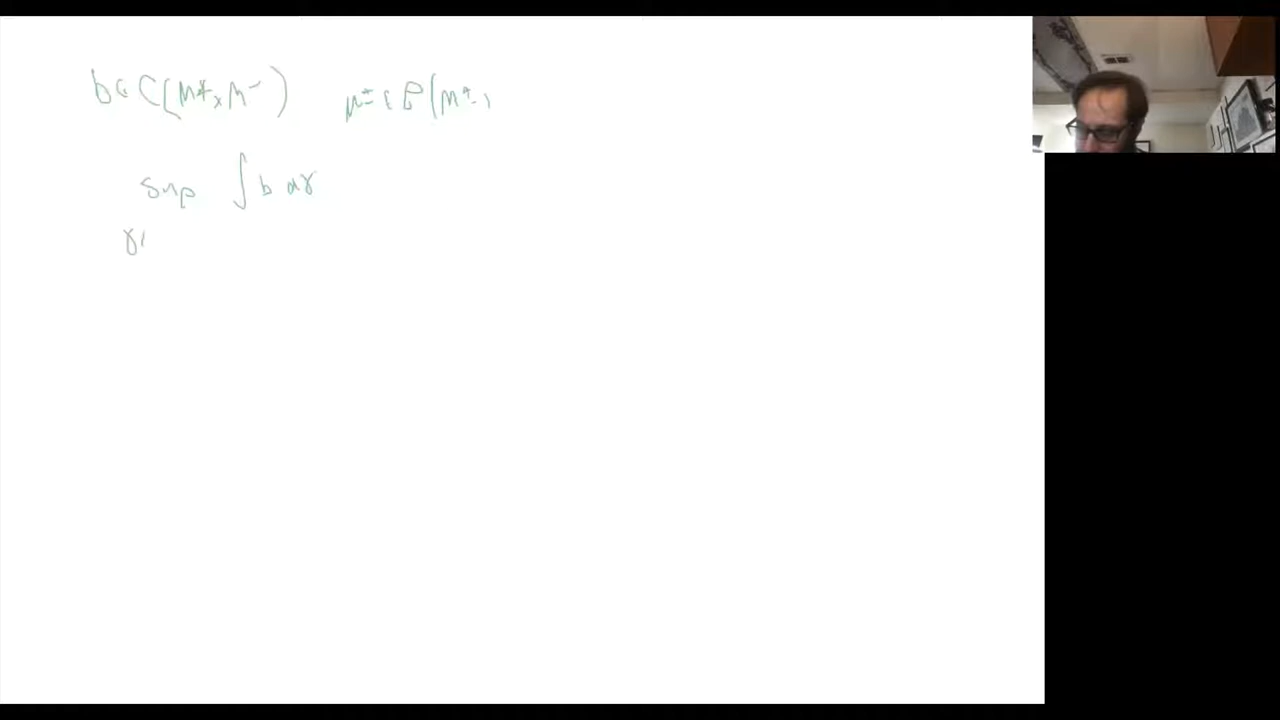 b ∈ C(M⁺ × M⁻) μ^± ∈ P(M^±)
sup ∫ b dγ
γ ∈